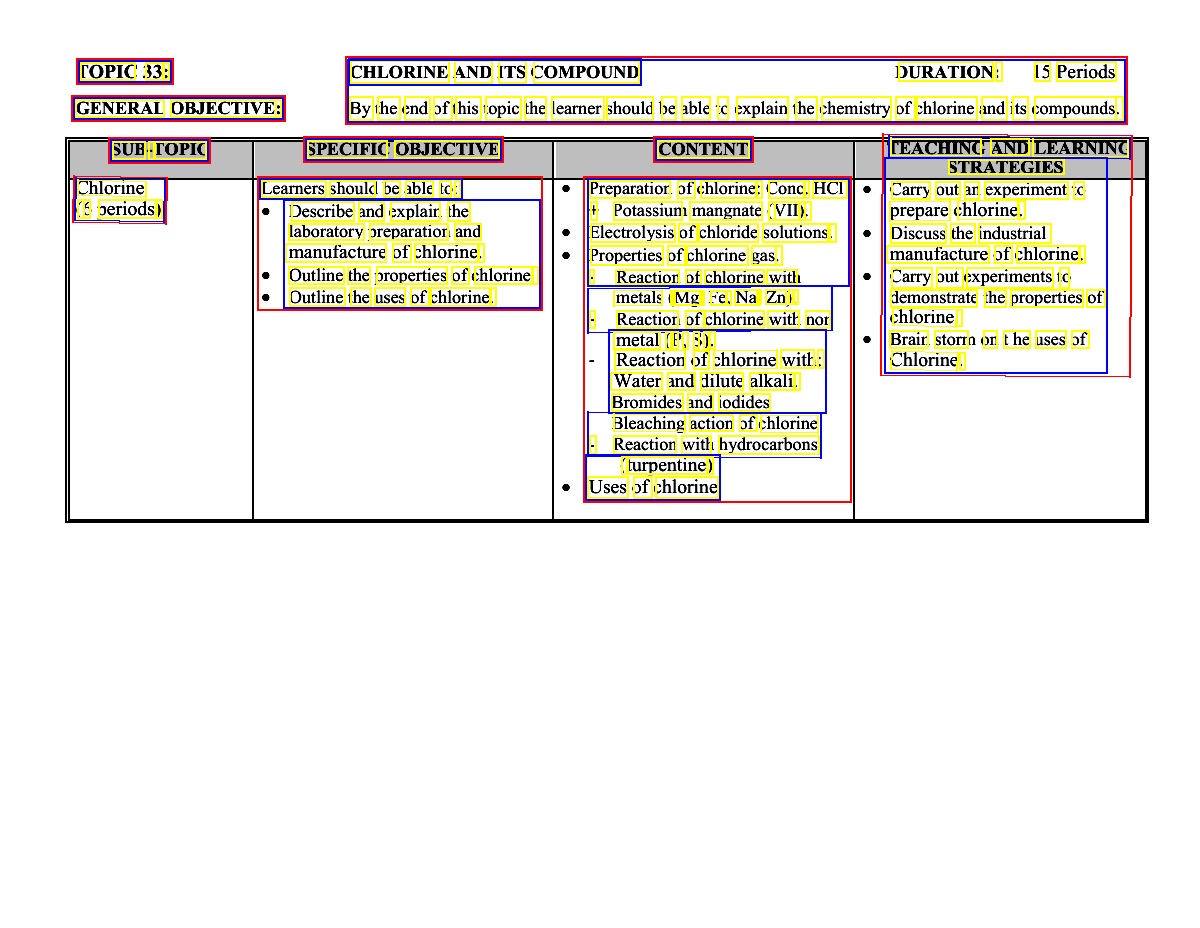 TOPIC 33: CHLORINE AND ITS COMPOUND DURATION: 15 Periods
GENERAL OBJECTIVE: By the end of this topic the learner should be able to explain the chemistry of chlorine and its compounds.
SUB-TOPIC
SPECIFIC OBJECTIVE
CONTENT
TEACHING AND LEARNING
STRATEGIES
Chlorine
(5 periods)
Learners should be able to:
• Describe and explain the
laboratory preparation and
manufacture of chlorine.
• Outline the properties of chlorine
• Outline the uses of chlorine.
• Preparation of chlorine; Conc. HCl
+ Potassium mangnate (VII).
• Electrolysis of chloride solutions.
• Properties of chlorine gas.
- Reaction of chlorine with
metals (Mg, Fe, Na, Zn)
- Reaction of chlorine with non
metal (P, S).
- Reaction of chlorine with:
Water and dilute alkali.
Bromides and iodides
Bleaching action of chlorine
- Reaction with hydrocarbons
(turpentine)
• Uses of chlorine
• Carry out an experiment to
prepare chlorine.
• Discuss the industrial
manufacture of chlorine.
• Carry out experiments to
demonstrate the properties of
chlorine
• Brain storm on t he uses of
Chlorine.